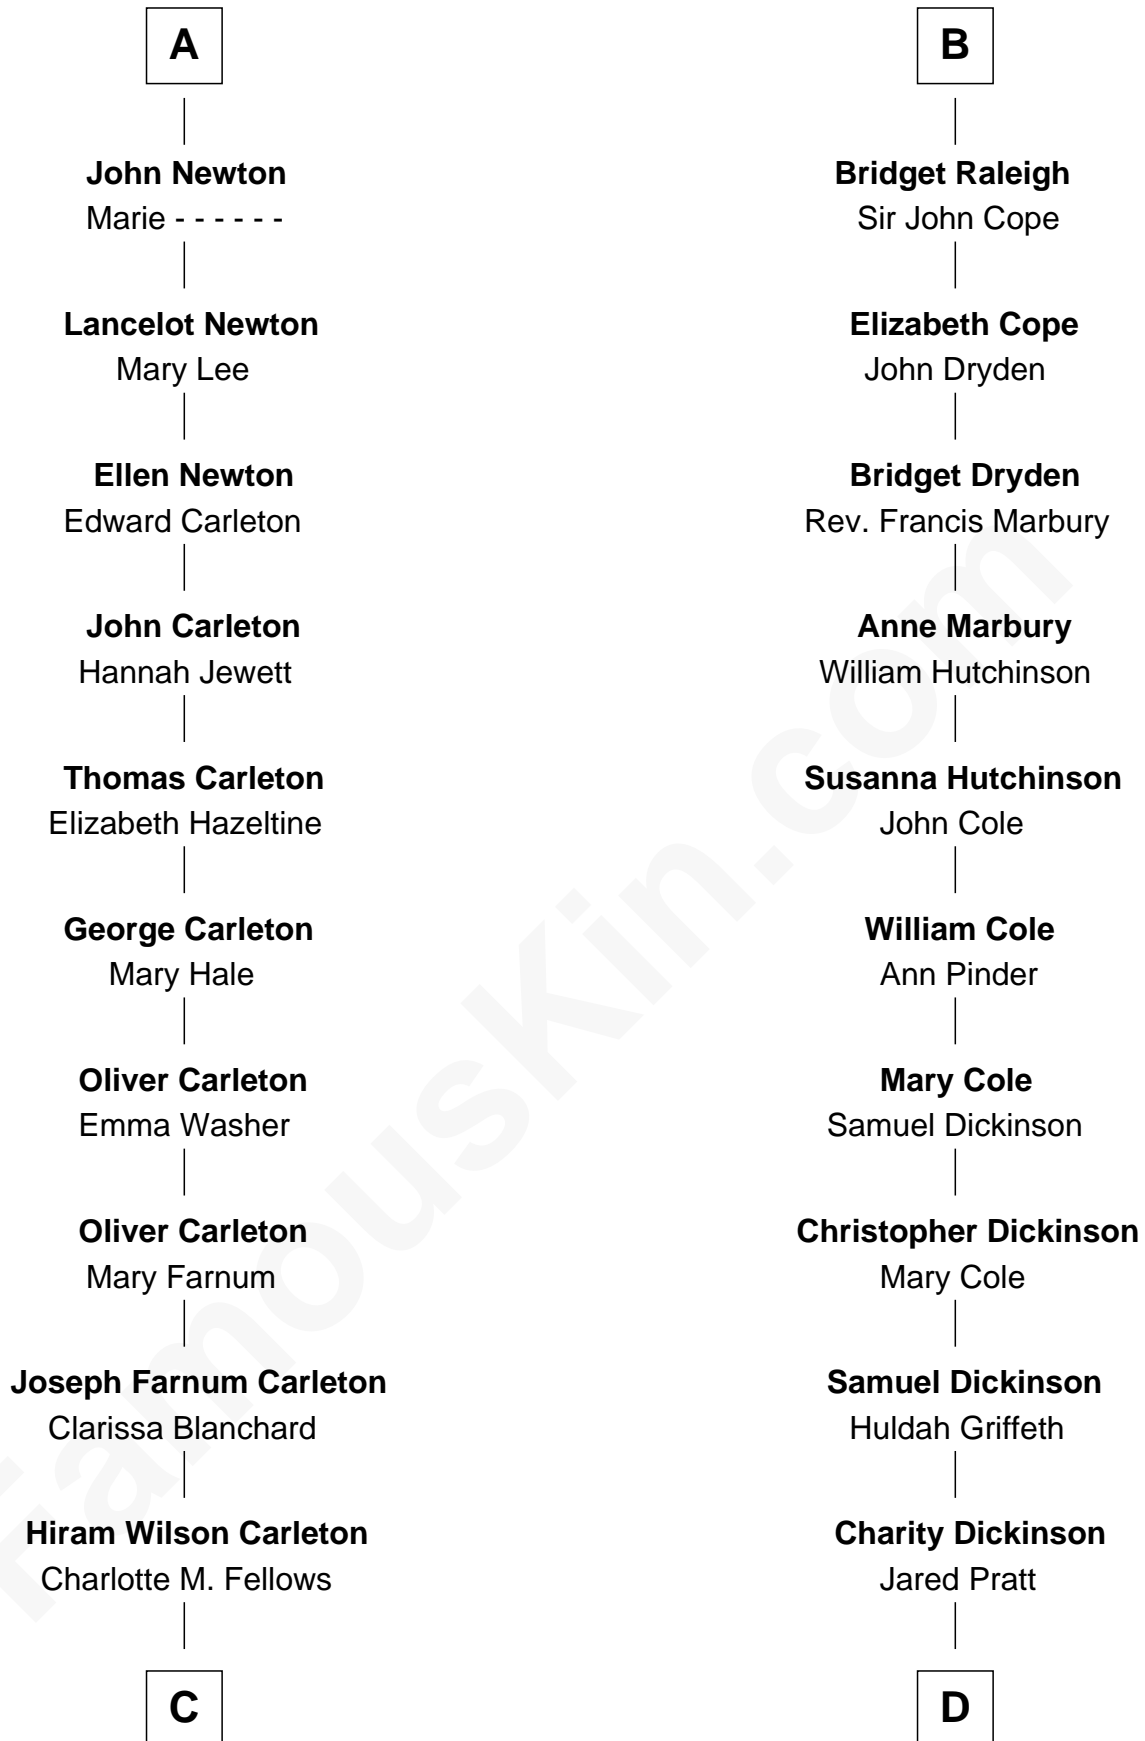 A
John Newton
Marie - - - - - -
Lancelot Newton
Mary Lee
Ellen Newton
Edward Carleton
John Carleton
Hannah Jewett
Thomas Carleton
Elizabeth Hazeltine
George Carleton
Mary Hale
Oliver Carleton
Emma Washer
Oliver Carleton
Mary Farnum
Joseph Farnum Carleton
Clarissa Blanchard
Hiram Wilson Carleton
Charlotte M. Fellows
C
B
Bridget Raleigh
Sir John Cope
Elizabeth Cope
John Dryden
Bridget Dryden
Rev. Francis Marbury
Anne Marbury
William Hutchinson
Susanna Hutchinson
John Cole
William Cole
Ann Pinder
Mary Cole
Samuel Dickinson
Christopher Dickinson
Mary Cole
Samuel Dickinson
Huldah Griffeth
Charity Dickinson
Jared Pratt
D
FamousKin.com